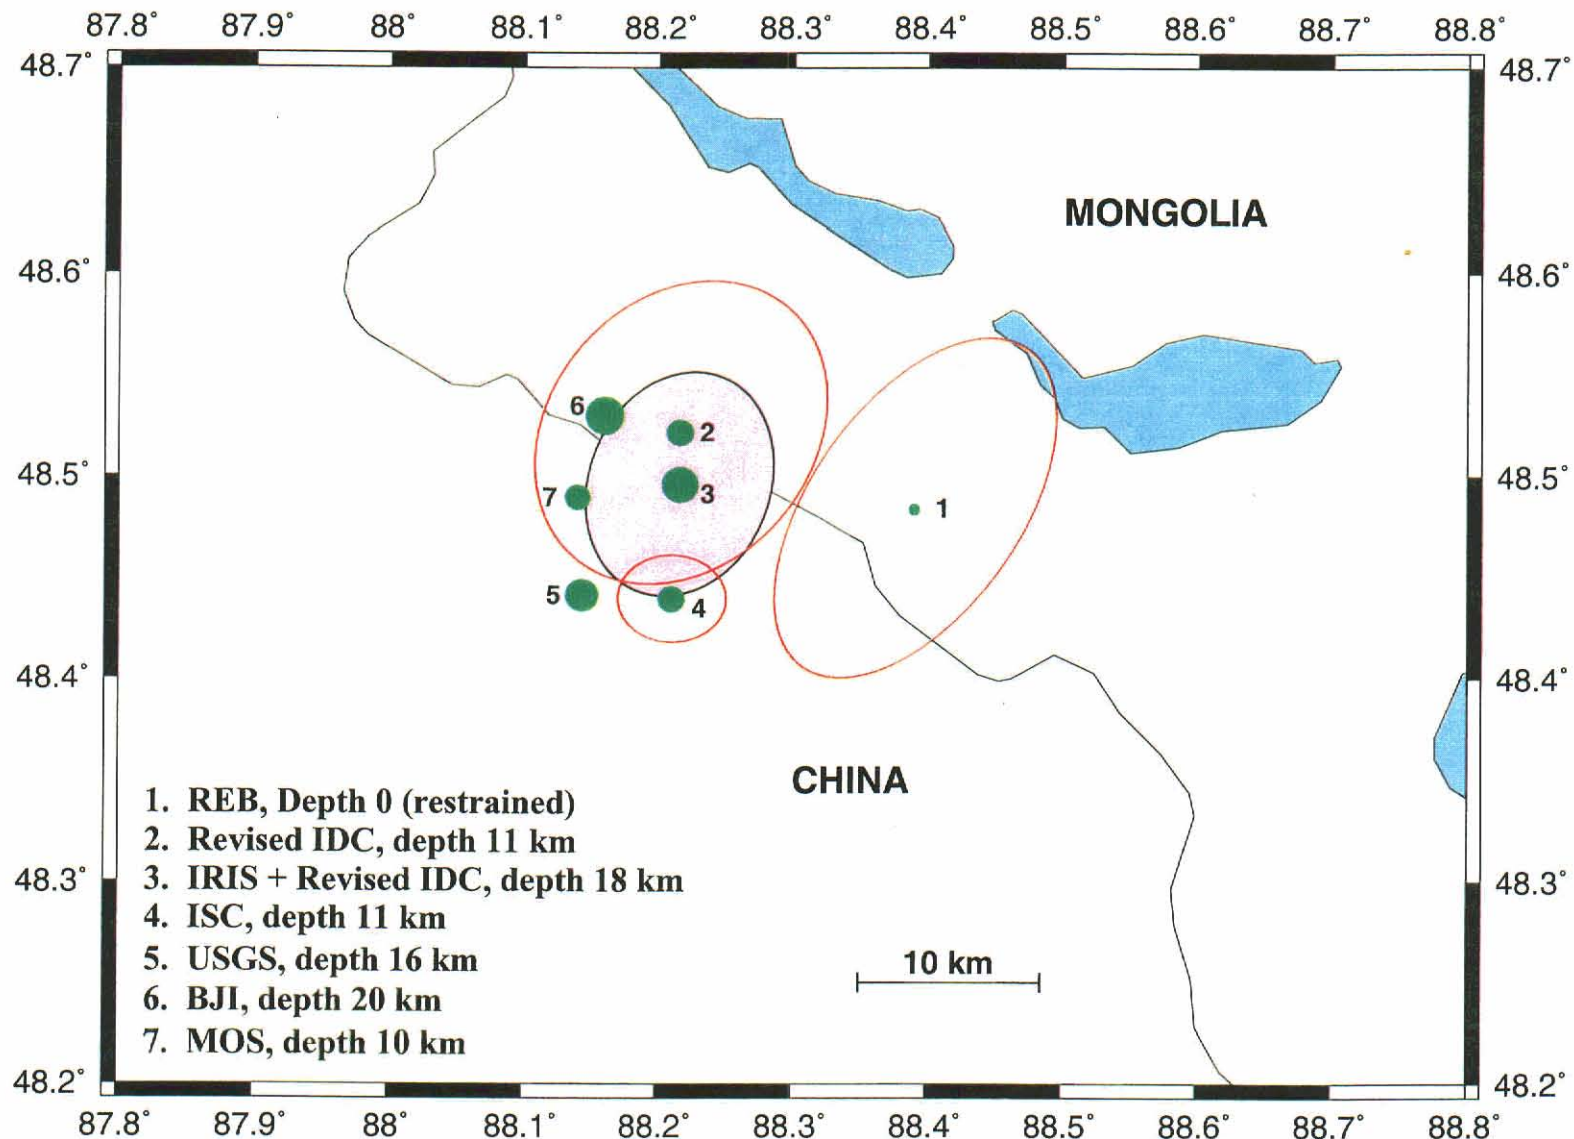 87.8° 87.9° 88° 88.1° 88.2° 88.3° 88.4° 88.5° 88.6° 88.7° 88.8°
48.7° 48.7°
MONGOLIA
48.6° 48.6°
6
2
48.5° 48.5°
7
3
1
5
4
48.4° 48.4°
CHINA
1. REB, Depth 0 (restrained)
2. Revised IDC, depth 11 km
3. IRIS + Revised IDC, depth 18 km
48.3° 48.3°
4. ISC, depth 11 km
5. USGS, depth 16 km
10 km
6. BJI, depth 20 km
7. MOS, depth 10 km
48.2° 48.2°
87.8° 87.9° 88° 88.1° 88.2° 88.3° 88.4° 88.5° 88.6° 88.7° 88.8°